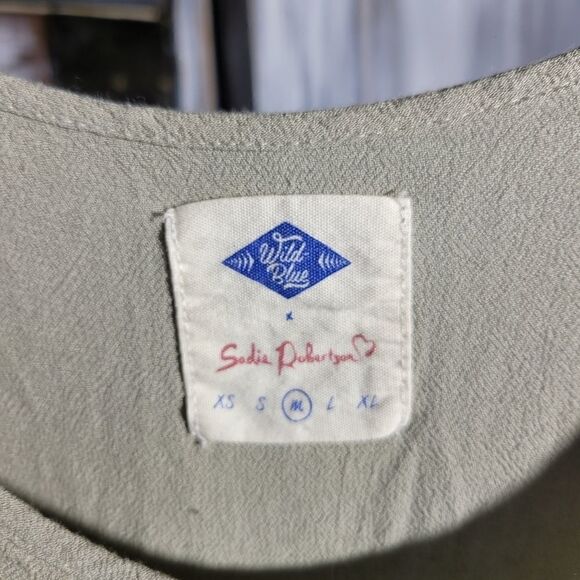 Wild-
Blue
x
Sadie Robertson
XS S M L XL